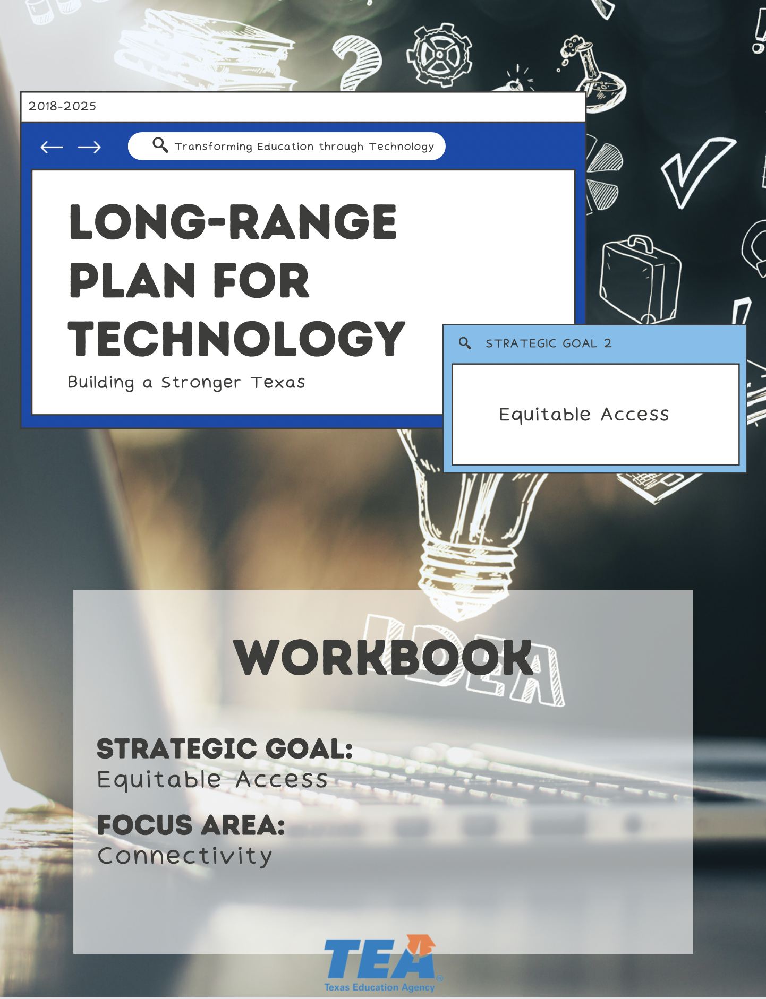 2018-2025
Transforming Education through Technology
LONG-RANGE
PLAN FOR
TECHNOLOGY
Building a Stronger Texas
STRATEGIC GOAL 2
Equitable Access
IDEA
WORKBOOK
STRATEGIC GOAL:
Equitable Access
FOCUS AREA:
Connectivity
TEA®
Texas Education Agency